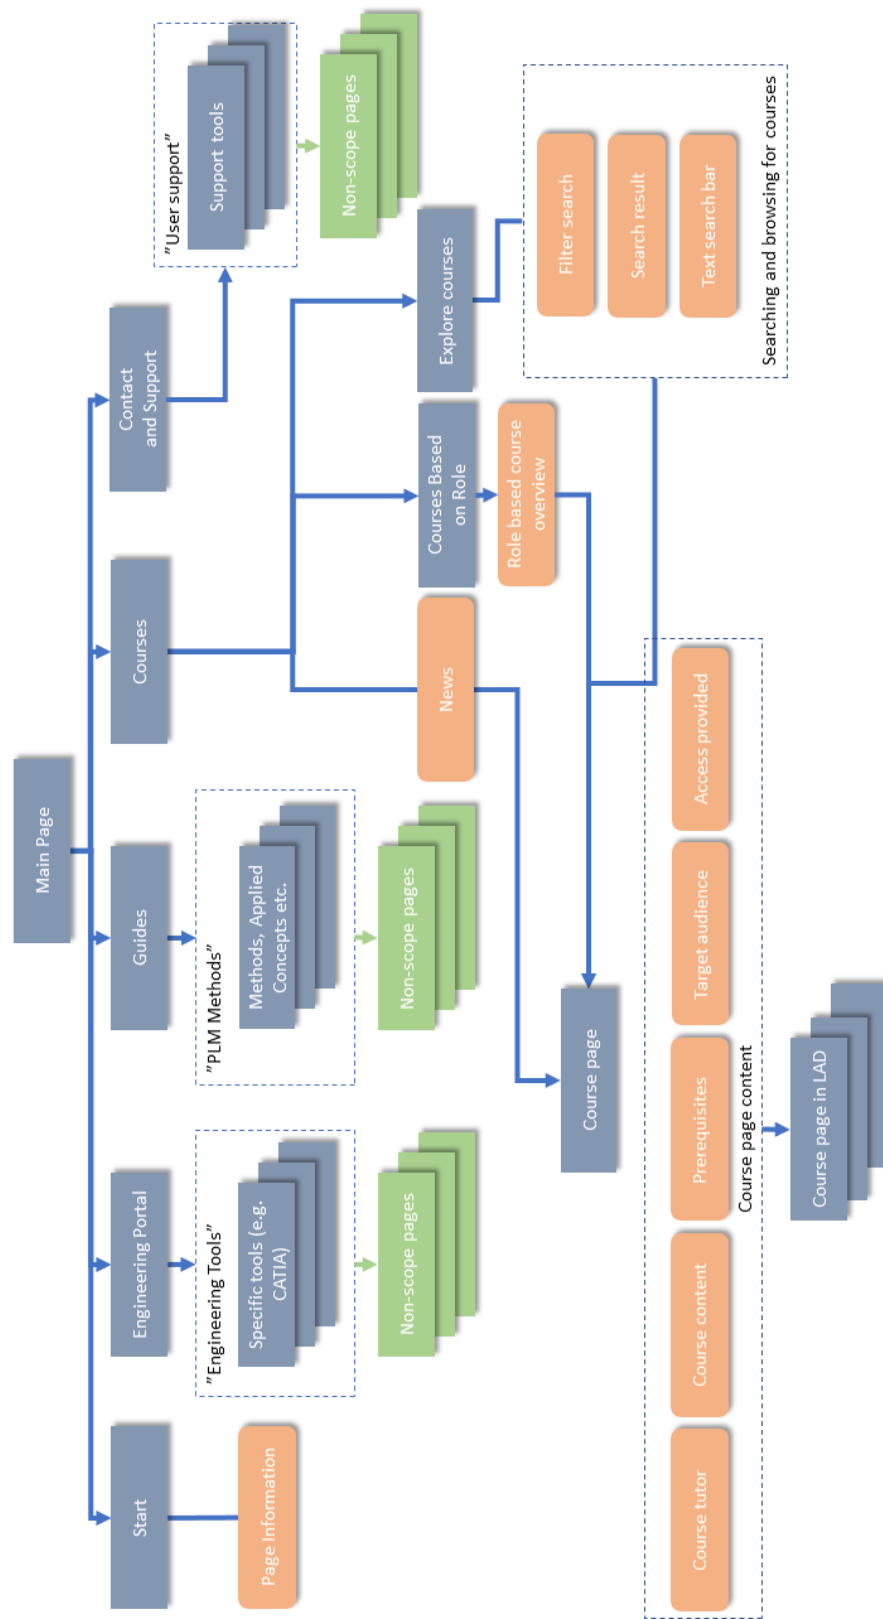 Main Page
Start
Engineering Portal
Guides
Courses
Contact
and Support
Page Information
"Engineering Tools"
Specific tools (e.g.
CATIA)
Non-scope pages
"PLM Methods"
Methods, Applied
Concepts etc.
Non-scope pages
"User support"
Support tools
Non-scope pages
News
Courses Based
on Role
Explore courses
Role based course
overview
Filter search
Search result
Text search bar
Searching and browsing for courses
Course page
Course tutor
Course content
Prerequisites
Target audience
Access provided
Course page content
Course page in LAD